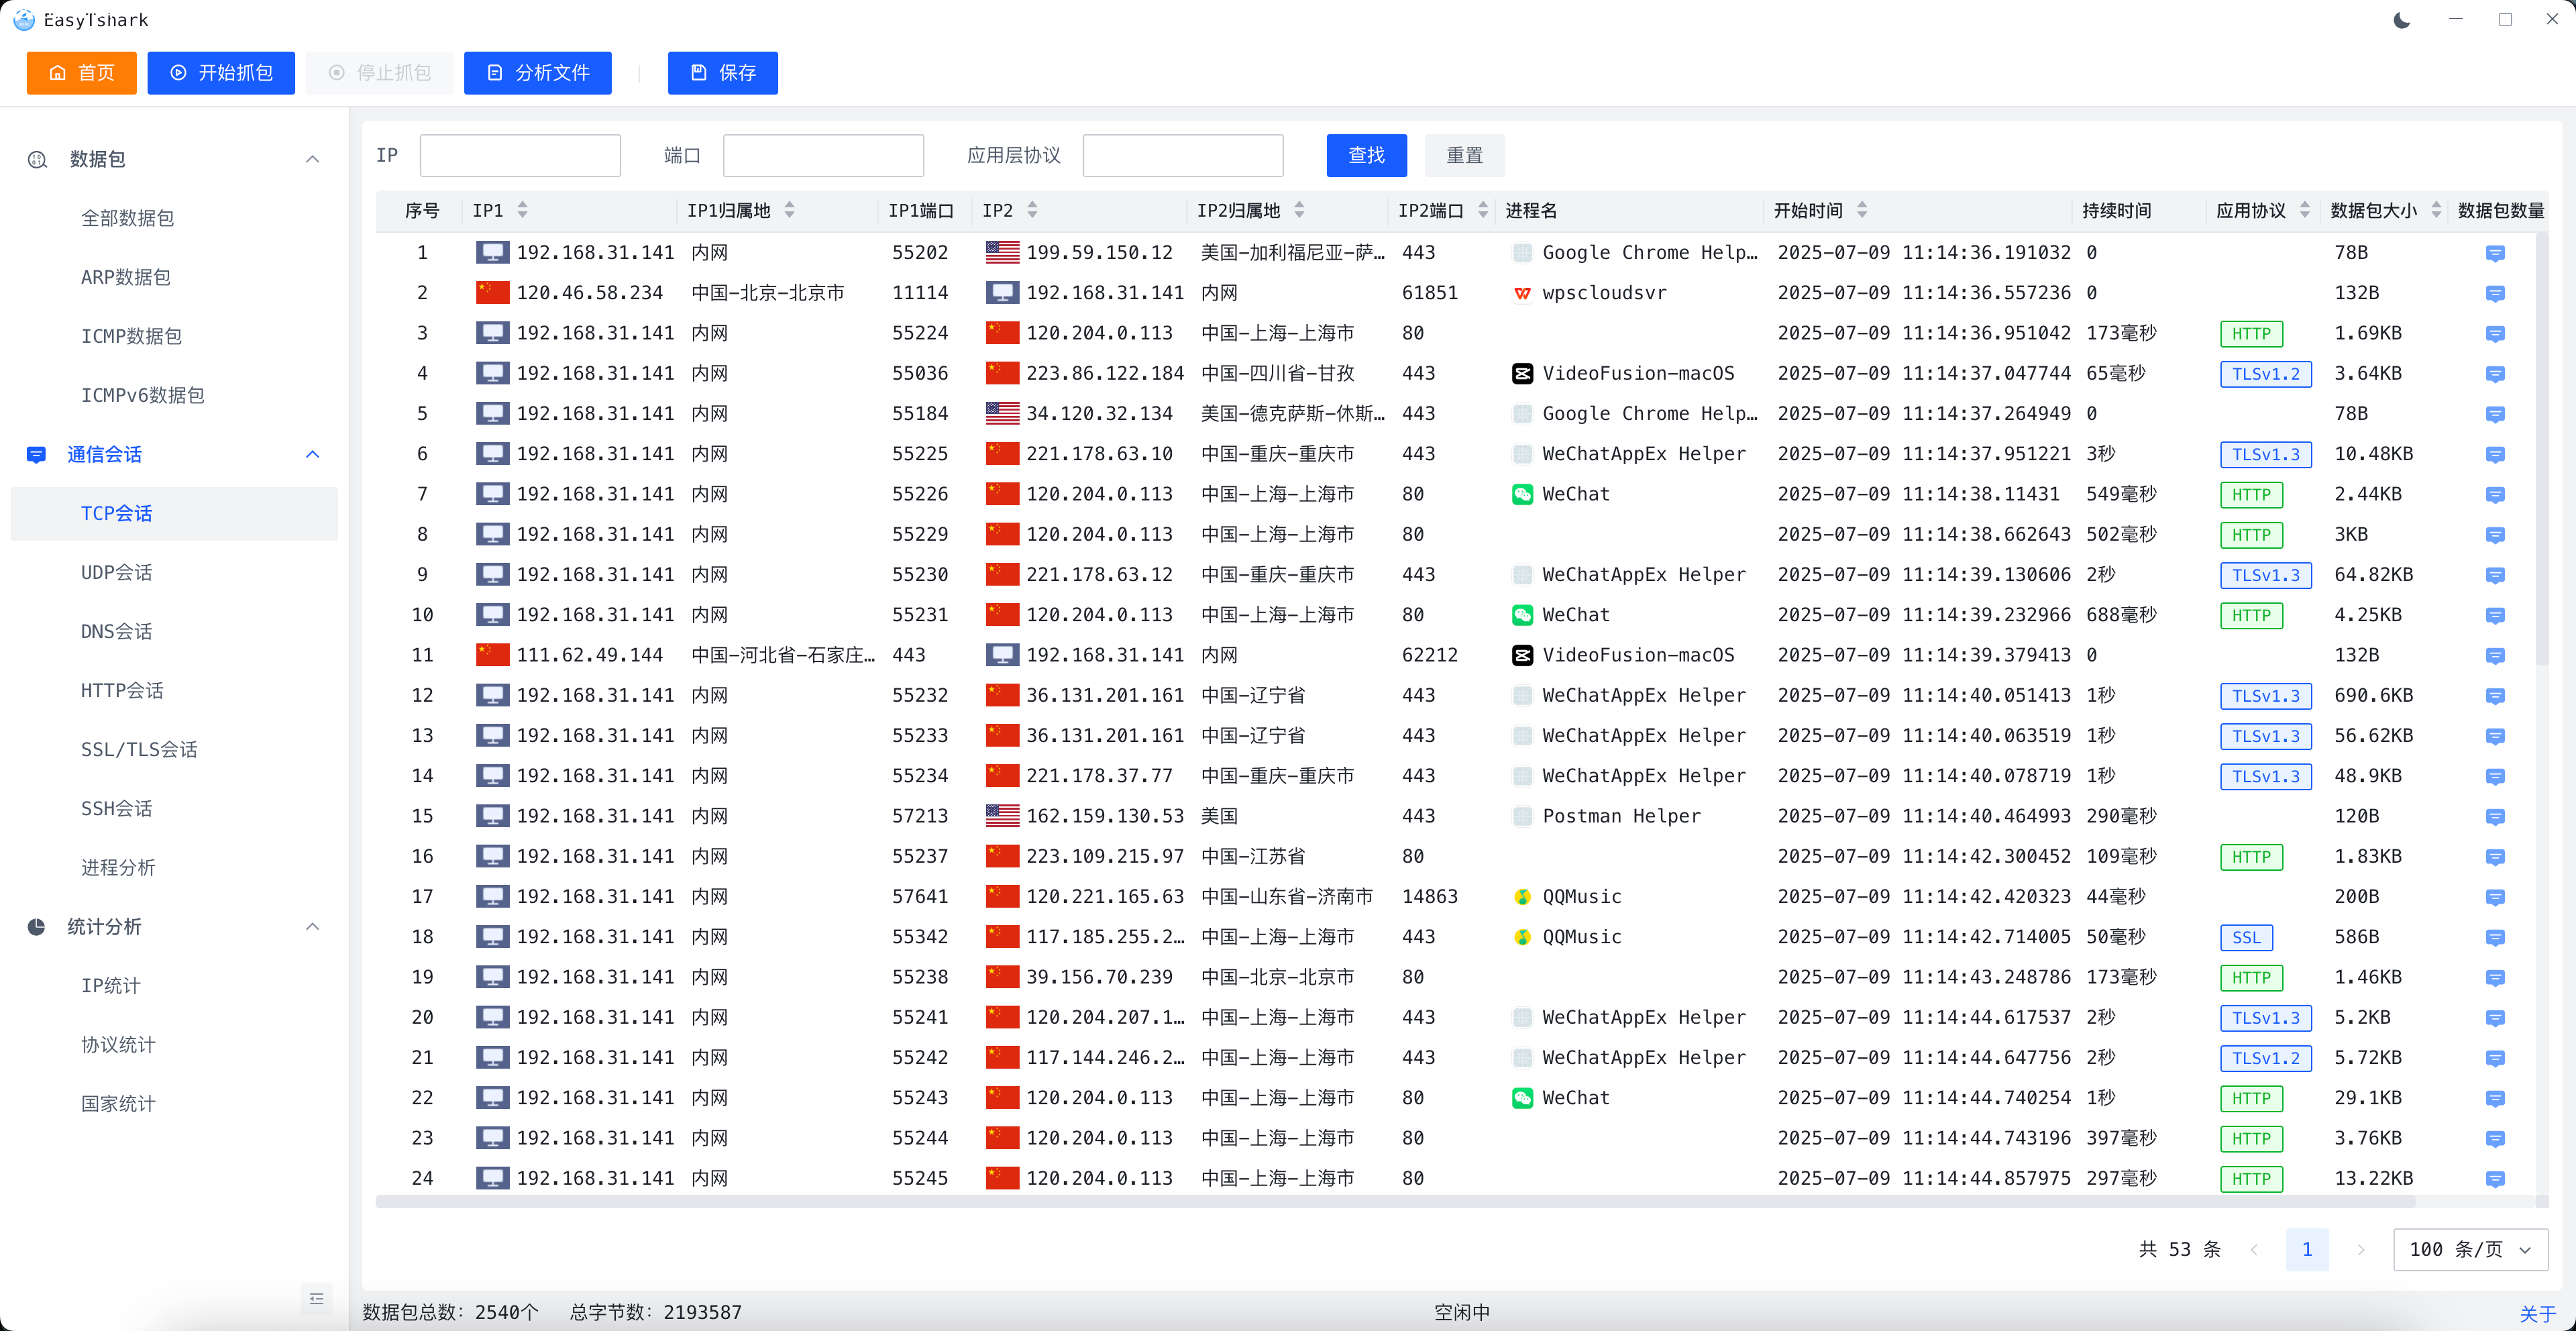 EasyTshark
首页 开始抓包 停止抓包 分析文件 保存
数据包
全部数据包
ARP数据包
ICMP数据包
ICMPv6数据包
通信会话
TCP会话
UDP会话
DNS会话
HTTP会话
SSL/TLS会话
SSH会话
进程分析
统计分析
IP统计
协议统计
国家统计
IP 端口 应用层协议 查找 重置
序号 IP1 IP1归属地 IP1端口 IP2 IP2归属地 IP2端口 进程名 开始时间 持续时间 应用协议 数据包大小 数据包数量
1 192.168.31.141 内网 55202 199.59.150.12 美国-加利福尼亚-萨… 443 Google Chrome Help… 2025-07-09 11:14:36.191032 0 78B
2 120.46.58.234 中国-北京-北京市 11114 192.168.31.141 内网 61851 wpscloudsvr 2025-07-09 11:14:36.557236 0 132B
3 192.168.31.141 内网 55224 120.204.0.113 中国-上海-上海市 80 2025-07-09 11:14:36.951042 173毫秒 HTTP 1.69KB
4 192.168.31.141 内网 55036 223.86.122.184 中国-四川省-甘孜 443 VideoFusion-macOS 2025-07-09 11:14:37.047744 65毫秒 TLSv1.2 3.64KB
5 192.168.31.141 内网 55184 34.120.32.134 美国-德克萨斯-休斯… 443 Google Chrome Help… 2025-07-09 11:14:37.264949 0 78B
6 192.168.31.141 内网 55225 221.178.63.10 中国-重庆-重庆市 443 WeChatAppEx Helper 2025-07-09 11:14:37.951221 3秒 TLSv1.3 10.48KB
7 192.168.31.141 内网 55226 120.204.0.113 中国-上海-上海市 80 WeChat 2025-07-09 11:14:38.11431 549毫秒 HTTP 2.44KB
8 192.168.31.141 内网 55229 120.204.0.113 中国-上海-上海市 80 2025-07-09 11:14:38.662643 502毫秒 HTTP 3KB
9 192.168.31.141 内网 55230 221.178.63.12 中国-重庆-重庆市 443 WeChatAppEx Helper 2025-07-09 11:14:39.130606 2秒 TLSv1.3 64.82KB
10 192.168.31.141 内网 55231 120.204.0.113 中国-上海-上海市 80 WeChat 2025-07-09 11:14:39.232966 688毫秒 HTTP 4.25KB
11 111.62.49.144 中国-河北省-石家庄… 443 192.168.31.141 内网 62212 VideoFusion-macOS 2025-07-09 11:14:39.379413 0 132B
12 192.168.31.141 内网 55232 36.131.201.161 中国-辽宁省 443 WeChatAppEx Helper 2025-07-09 11:14:40.051413 1秒 TLSv1.3 690.6KB
13 192.168.31.141 内网 55233 36.131.201.161 中国-辽宁省 443 WeChatAppEx Helper 2025-07-09 11:14:40.063519 1秒 TLSv1.3 56.62KB
14 192.168.31.141 内网 55234 221.178.37.77 中国-重庆-重庆市 443 WeChatAppEx Helper 2025-07-09 11:14:40.078719 1秒 TLSv1.3 48.9KB
15 192.168.31.141 内网 57213 162.159.130.53 美国 443 Postman Helper 2025-07-09 11:14:40.464993 290毫秒 120B
16 192.168.31.141 内网 55237 223.109.215.97 中国-江苏省 80 2025-07-09 11:14:42.300452 109毫秒 HTTP 1.83KB
17 192.168.31.141 内网 57641 120.221.165.63 中国-山东省-济南市 14863 QQMusic 2025-07-09 11:14:42.420323 44毫秒 200B
18 192.168.31.141 内网 55342 117.185.255.2… 中国-上海-上海市 443 QQMusic 2025-07-09 11:14:42.714005 50毫秒 SSL 586B
19 192.168.31.141 内网 55238 39.156.70.239 中国-北京-北京市 80 2025-07-09 11:14:43.248786 173毫秒 HTTP 1.46KB
20 192.168.31.141 内网 55241 120.204.207.1… 中国-上海-上海市 443 WeChatAppEx Helper 2025-07-09 11:14:44.617537 2秒 TLSv1.3 5.2KB
21 192.168.31.141 内网 55242 117.144.246.2… 中国-上海-上海市 443 WeChatAppEx Helper 2025-07-09 11:14:44.647756 2秒 TLSv1.2 5.72KB
22 192.168.31.141 内网 55243 120.204.0.113 中国-上海-上海市 80 WeChat 2025-07-09 11:14:44.740254 1秒 HTTP 29.1KB
23 192.168.31.141 内网 55244 120.204.0.113 中国-上海-上海市 80 2025-07-09 11:14:44.743196 397毫秒 HTTP 3.76KB
24 192.168.31.141 内网 55245 120.204.0.113 中国-上海-上海市 80 2025-07-09 11:14:44.857975 297毫秒 HTTP 13.22KB
共 53 条 1 100 条/页
数据包总数: 2540个 总字节数: 2193587 空闲中 关于